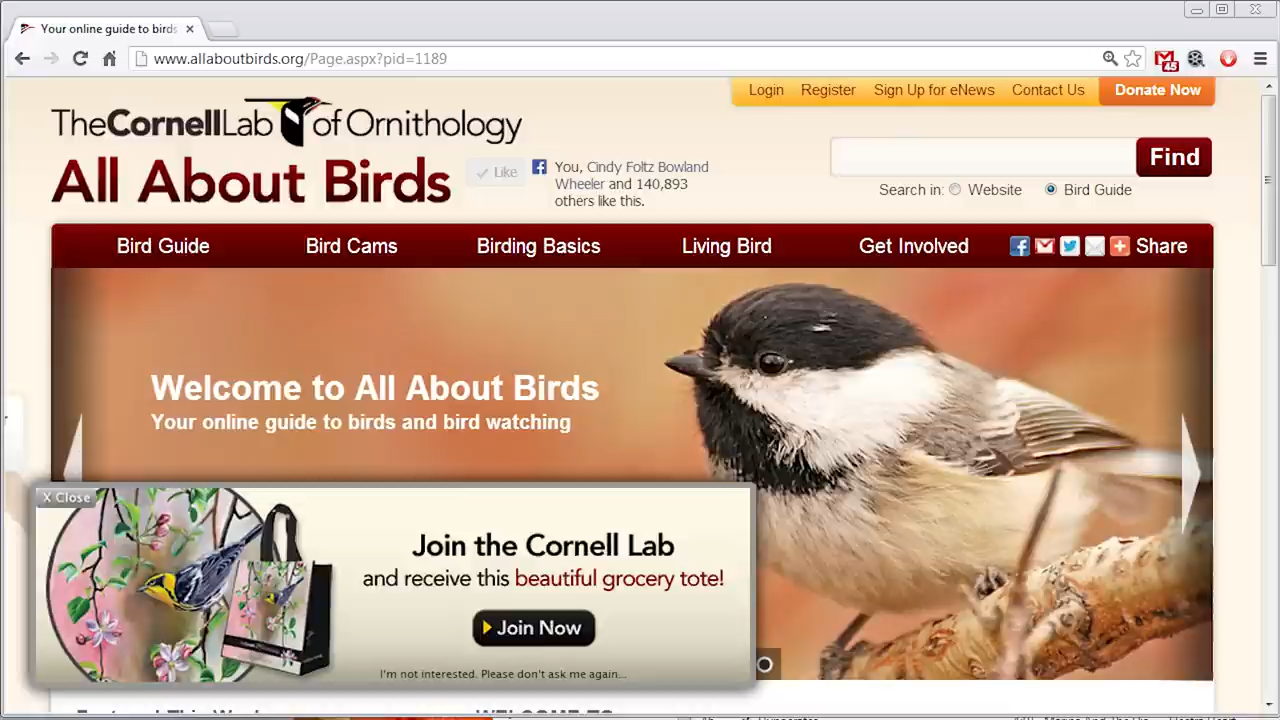 Your online guide to birds
www.allaboutbirds.org/Page.aspx?pid=1189
45
Login Register Sign Up for eNews Contact Us Donate Now
TheCornellLab of Ornithology
All About Birds
Like
You, Cindy Foltz Bowland
Wheeler and 140,893
others like this.
Find
Search in: Website Bird Guide
Bird Guide Bird Cams Birding Basics Living Bird Get Involved Share
Welcome to All About Birds
Your online guide to birds and bird watching
X Close
Join the Cornell Lab
and receive this beautiful grocery tote!
Join Now
I'm not interested. Please don't ask me again...